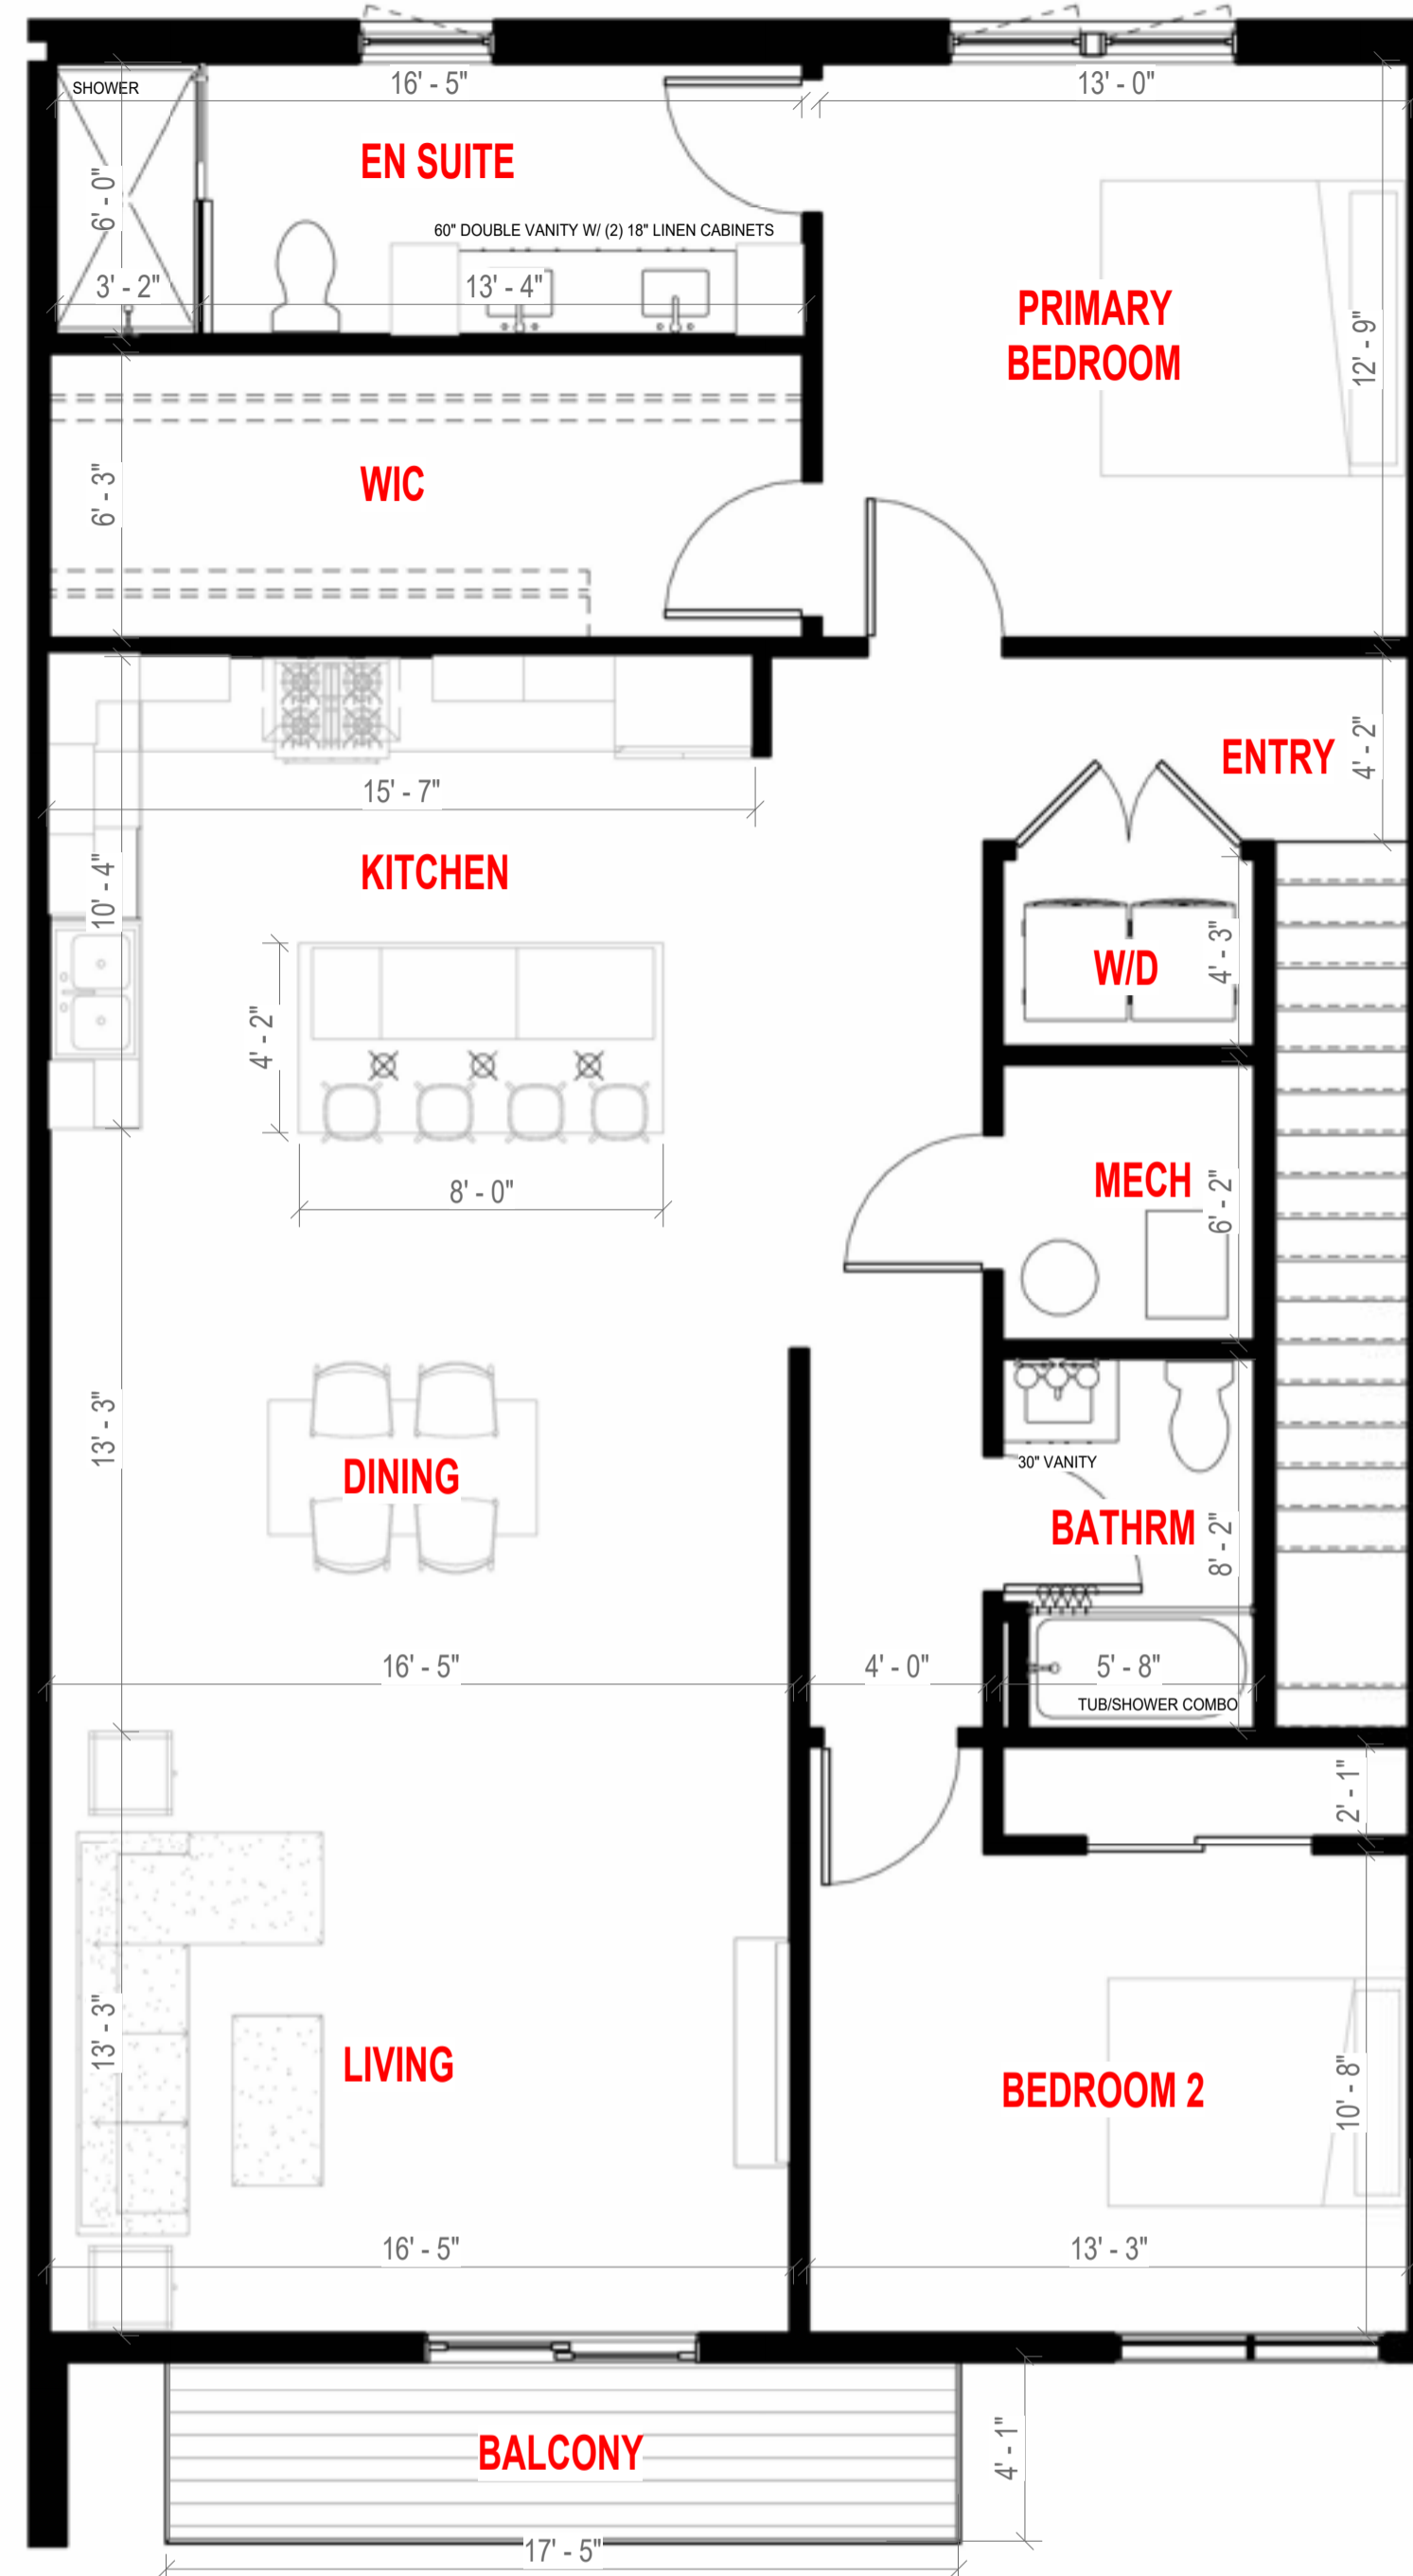 SHOWER
16' - 5"
13' - 0"
6' - 0"
EN SUITE
60" DOUBLE VANITY W/ (2) 18" LINEN CABINETS
3' - 2"
13' - 4"
PRIMARY
BEDROOM
12' - 9"
WIC
6' - 3"
ENTRY
4' - 2"
15' - 7"
KITCHEN
10' - 4"
W/D
4' - 3"
4' - 2"
8' - 0"
MECH
6' - 2"
13' - 3"
DINING
30" VANITY
BATHRM
8' - 2"
16' - 5"
4' - 0"
5' - 8"
TUB/SHOWER COMBO
2' - 1"
13' - 3"
LIVING
BEDROOM 2
10' - 8"
16' - 5"
13' - 3"
BALCONY
4' - 1"
17' - 5"